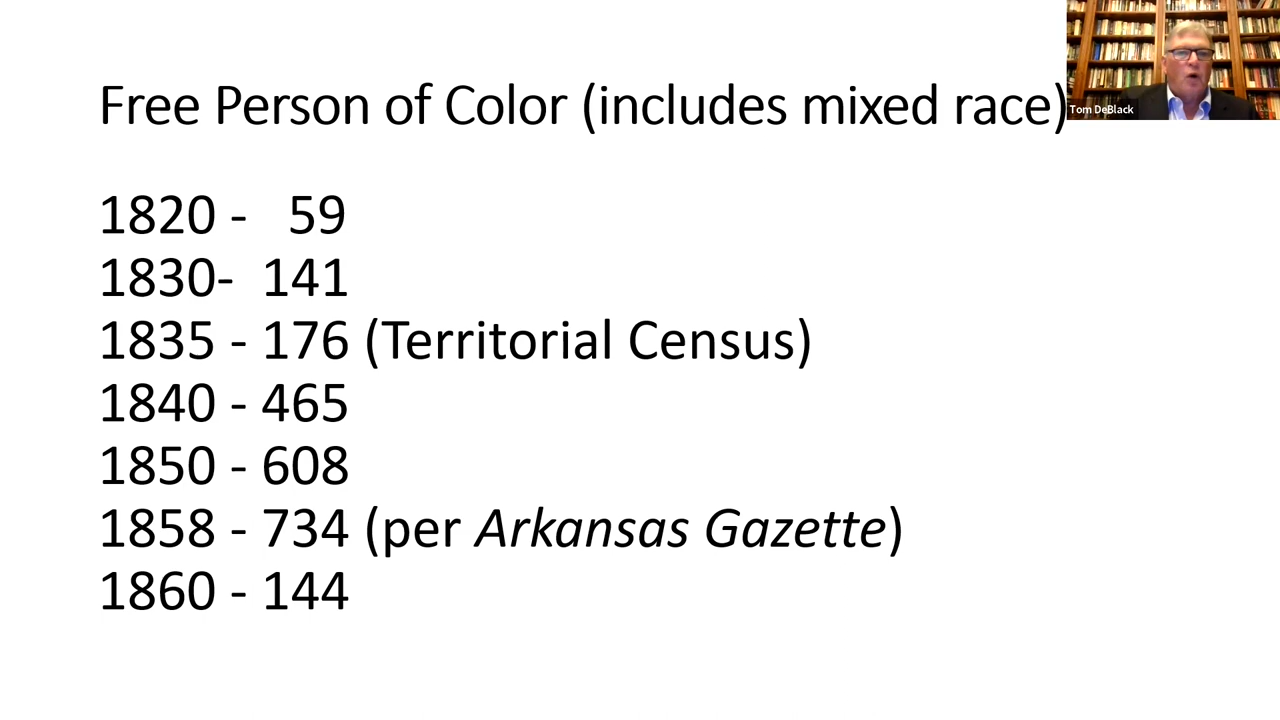 Free Person of Color (includes mixed race)
Tom DeBlack
1820 - 59
1830- 141
1835 - 176 (Territorial Census)
1840 - 465
1850 - 608
1858 - 734 (per Arkansas Gazette)
1860 - 144